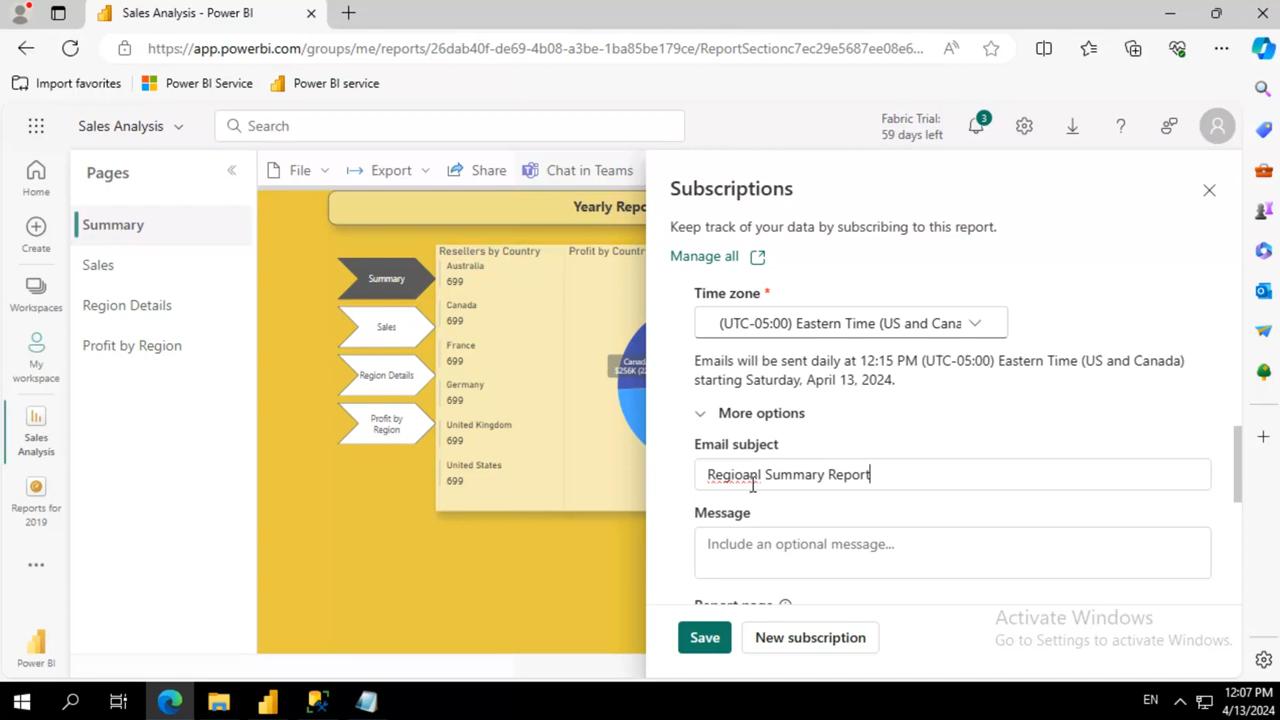 Sales Analysis - Power BI
https://app.powerbi.com/groups/me/reports/26dab40f-de69-4b08-a3be-1ba85be179ce/ReportSectionc7ec29e5687ee08e6...
Import favorites
Power BI Service
Power BI service
Sales Analysis
Search
Fabric Trial:
59 days left
3
Home
Create
Workspaces
My
workspace
Sales
Analysis
Reports for
2019
Power BI
Pages
Summary
Sales
Region Details
Profit by Region
File
Export
Share
Chat in Teams
Yearly Repo
Summary
Sales
Region Details
Profit by
Region
Resellers by Country
Australia
699
Canada
699
France
699
Germany
699
United Kingdom
699
United States
699
Profit by Countr
Canad
$256K (22
Subscriptions
Keep track of your data by subscribing to this report.
Manage all
Time zone *
(UTC-05:00) Eastern Time (US and Cana
Emails will be sent daily at 12:15 PM (UTC-05:00) Eastern Time (US and Canada)
starting Saturday, April 13, 2024.
More options
Email subject
Regioanl Summary Report
Message
Include an optional message...
Report page
Save
New subscription
Activate Windows
Go to Settings to activate Windows.
EN
12:07 PM
4/13/2024